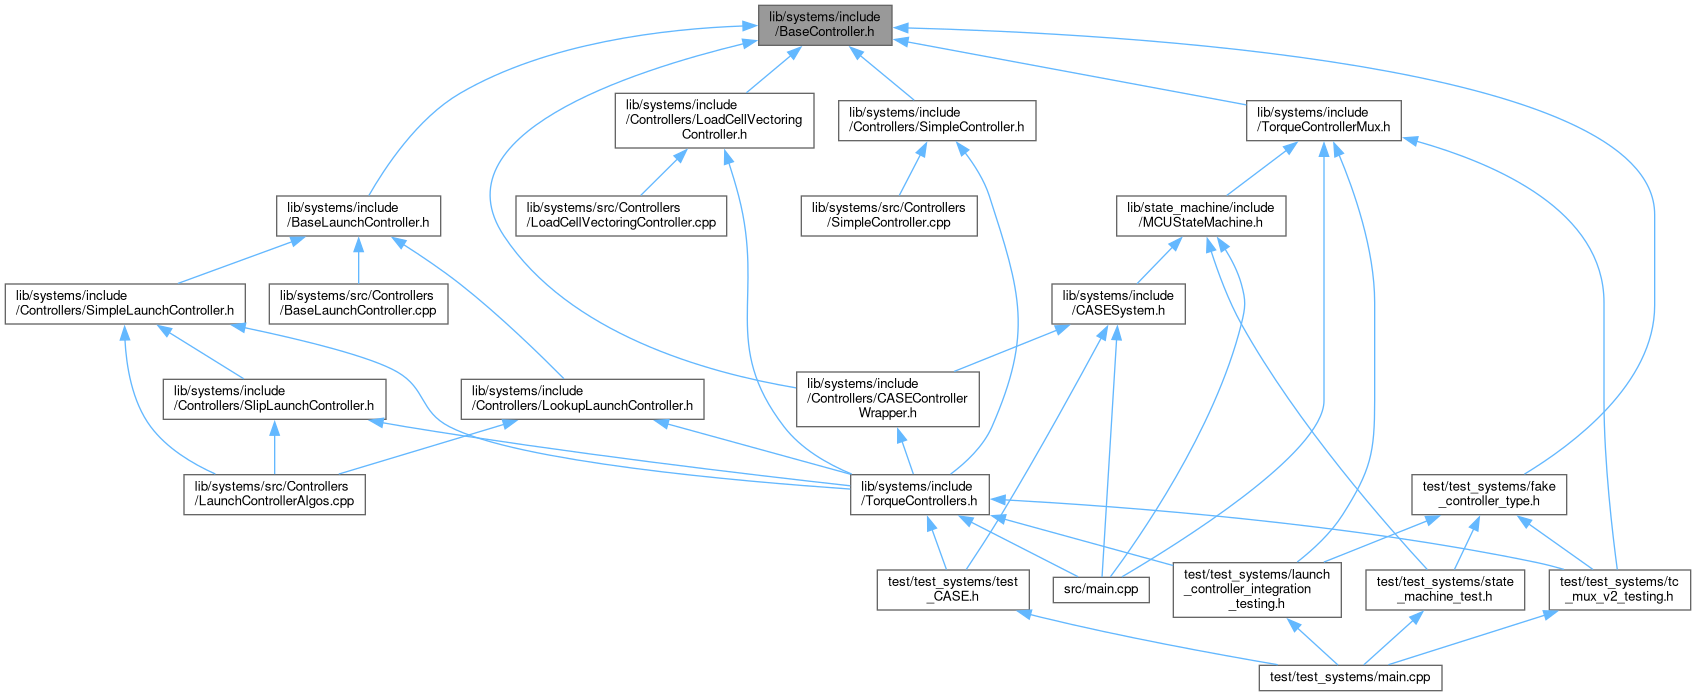 lib/systems/include
/BaseController.h
lib/systems/include
/Controllers/LoadCellVectoring
Controller.h
lib/systems/include
/Controllers/SimpleController.h
lib/systems/include
/TorqueControllerMux.h
lib/systems/include
/BaseLaunchController.h
lib/systems/src/Controllers
/LoadCellVectoringController.cpp
lib/systems/src/Controllers
/SimpleController.cpp
lib/state_machine/include
/MCUStateMachine.h
lib/systems/include
/Controllers/SimpleLaunchController.h
lib/systems/src/Controllers
/BaseLaunchController.cpp
lib/systems/include
/CASESystem.h
lib/systems/include
/Controllers/SlipLaunchController.h
lib/systems/include
/Controllers/LookupLaunchController.h
lib/systems/include
/Controllers/CASEController
Wrapper.h
lib/systems/src/Controllers
/LaunchControllerAlgos.cpp
lib/systems/include
/TorqueControllers.h
test/test_systems/fake
_controller_type.h
test/test_systems/test
_CASE.h
src/main.cpp
test/test_systems/launch
_controller_integration
_testing.h
test/test_systems/state
_machine_test.h
test/test_systems/tc
_mux_v2_testing.h
test/test_systems/main.cpp